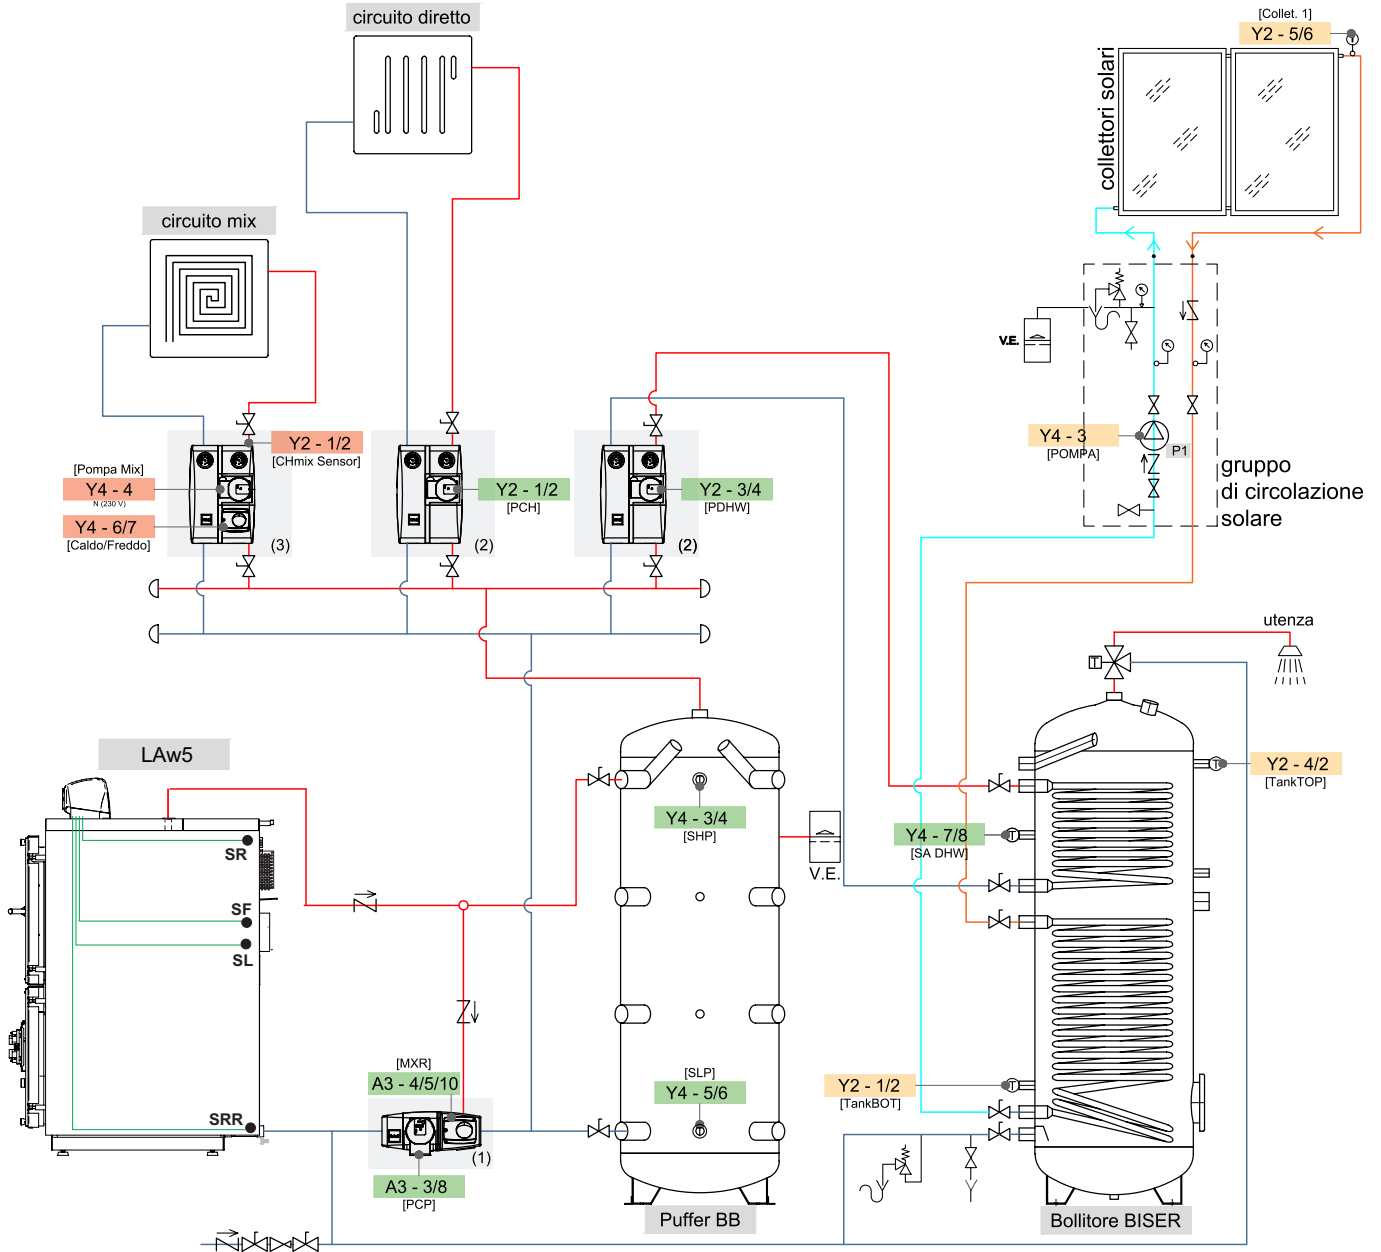 circuito diretto
[Collet. 1]
Y2 - 5/6
collettori solari
circuito mix
V.E.
Y4 - 3
[POMPA]
P1
gruppo
di circolazione
solare
Y2 - 1/2
[CHmix Sensor]
[Pompa Mix]
Y4 - 4
N (230 V)
Y4 - 6/7
[Caldo/Freddo]
(3)
Y2 - 1/2
[PCH]
(2)
Y2 - 3/4
[PDHW]
(2)
utenza
LAw5
Y2 - 4/2
[TankTOP]
T
T
Y4 - 3/4
[SHP]
V.E.
Y4 - 7/8
[SA DHW]
SR
SF
SL
SRR
[MXR]
A3 - 4/5/10
(1)
A3 - 3/8
[PCP]
[SLP]
Y4 - 5/6
Y2 - 1/2
[TankBOT]
Puffer BB
Bollitore BISER